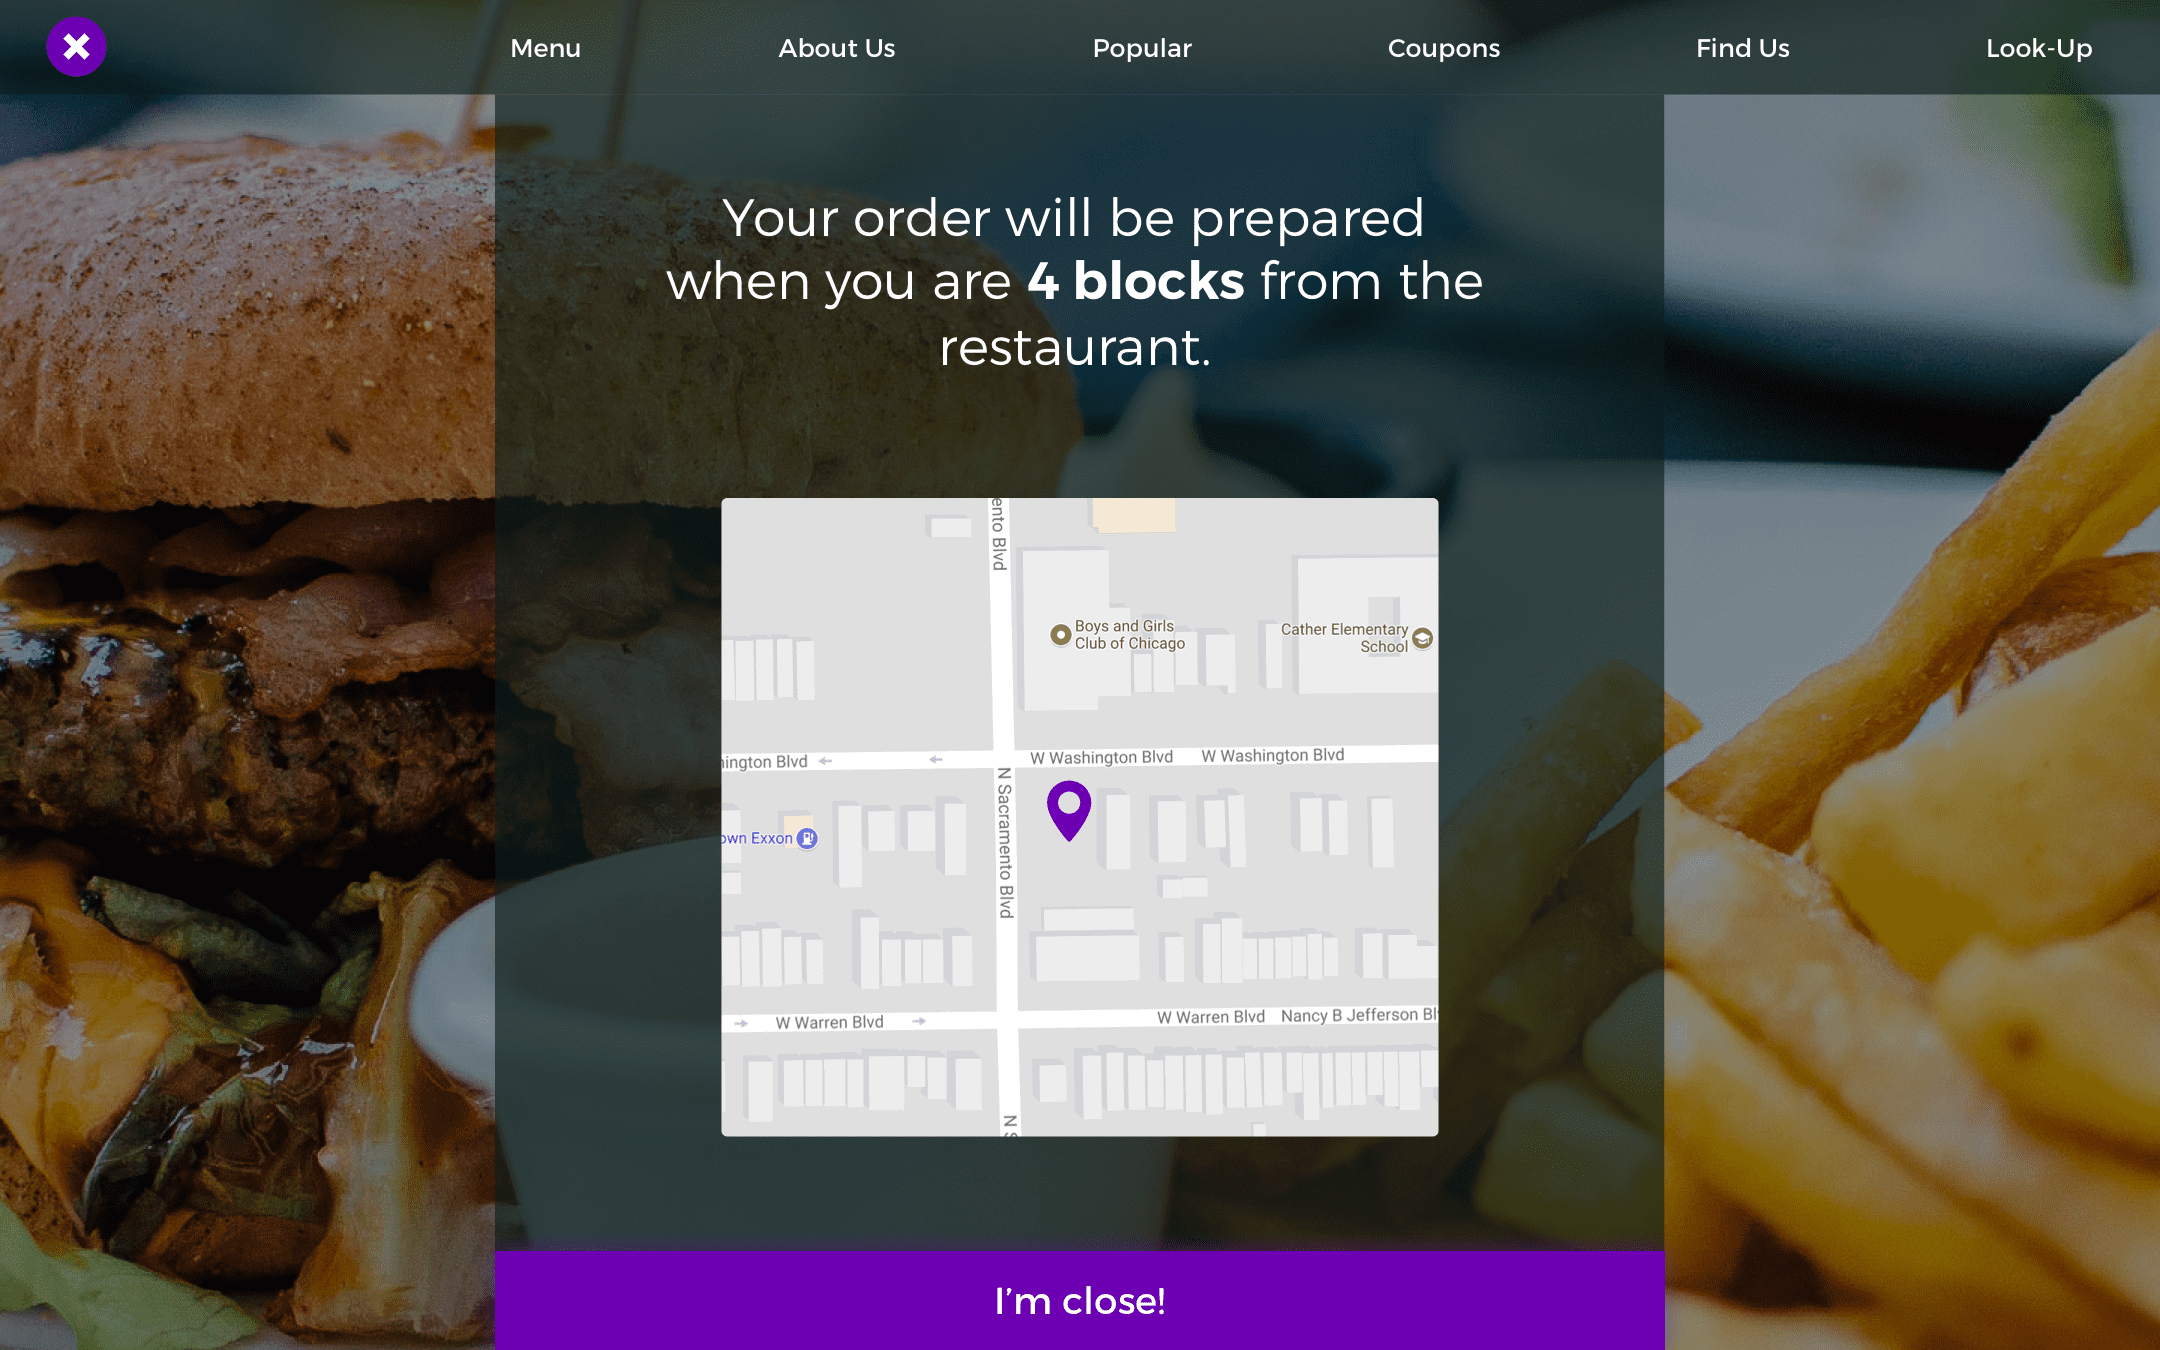 Menu
About Us
Popular
Coupons
Find Us
Look-Up
Your order will be prepared
when you are 4 blocks from the
restaurant.
ento Blvd
Boys and Girls
Club of Chicago
Cather Elementary
School
hington Blvd
W Washington Blvd
W Washington Blvd
own Exxon
N Sacramento Blvd
W Warren Blvd
W Warren Blvd
Nancy B Jefferson Bl
N S
I'm close!